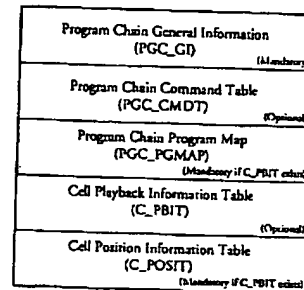 Program Chain General Information
(PGC_GI)
(Mandatory)
Program Chain Command Table
(PGC_CMDT)
(Optional)
Program Chain Program Map
(PGC_PGMAP)
(Mandatory if C_PBIT exists)
Cell Playback Information Table
(C_PBIT)
(Optional)
Cell Position Information Table
(C_POSIT)
(Mandatory if C_PBIT exists)